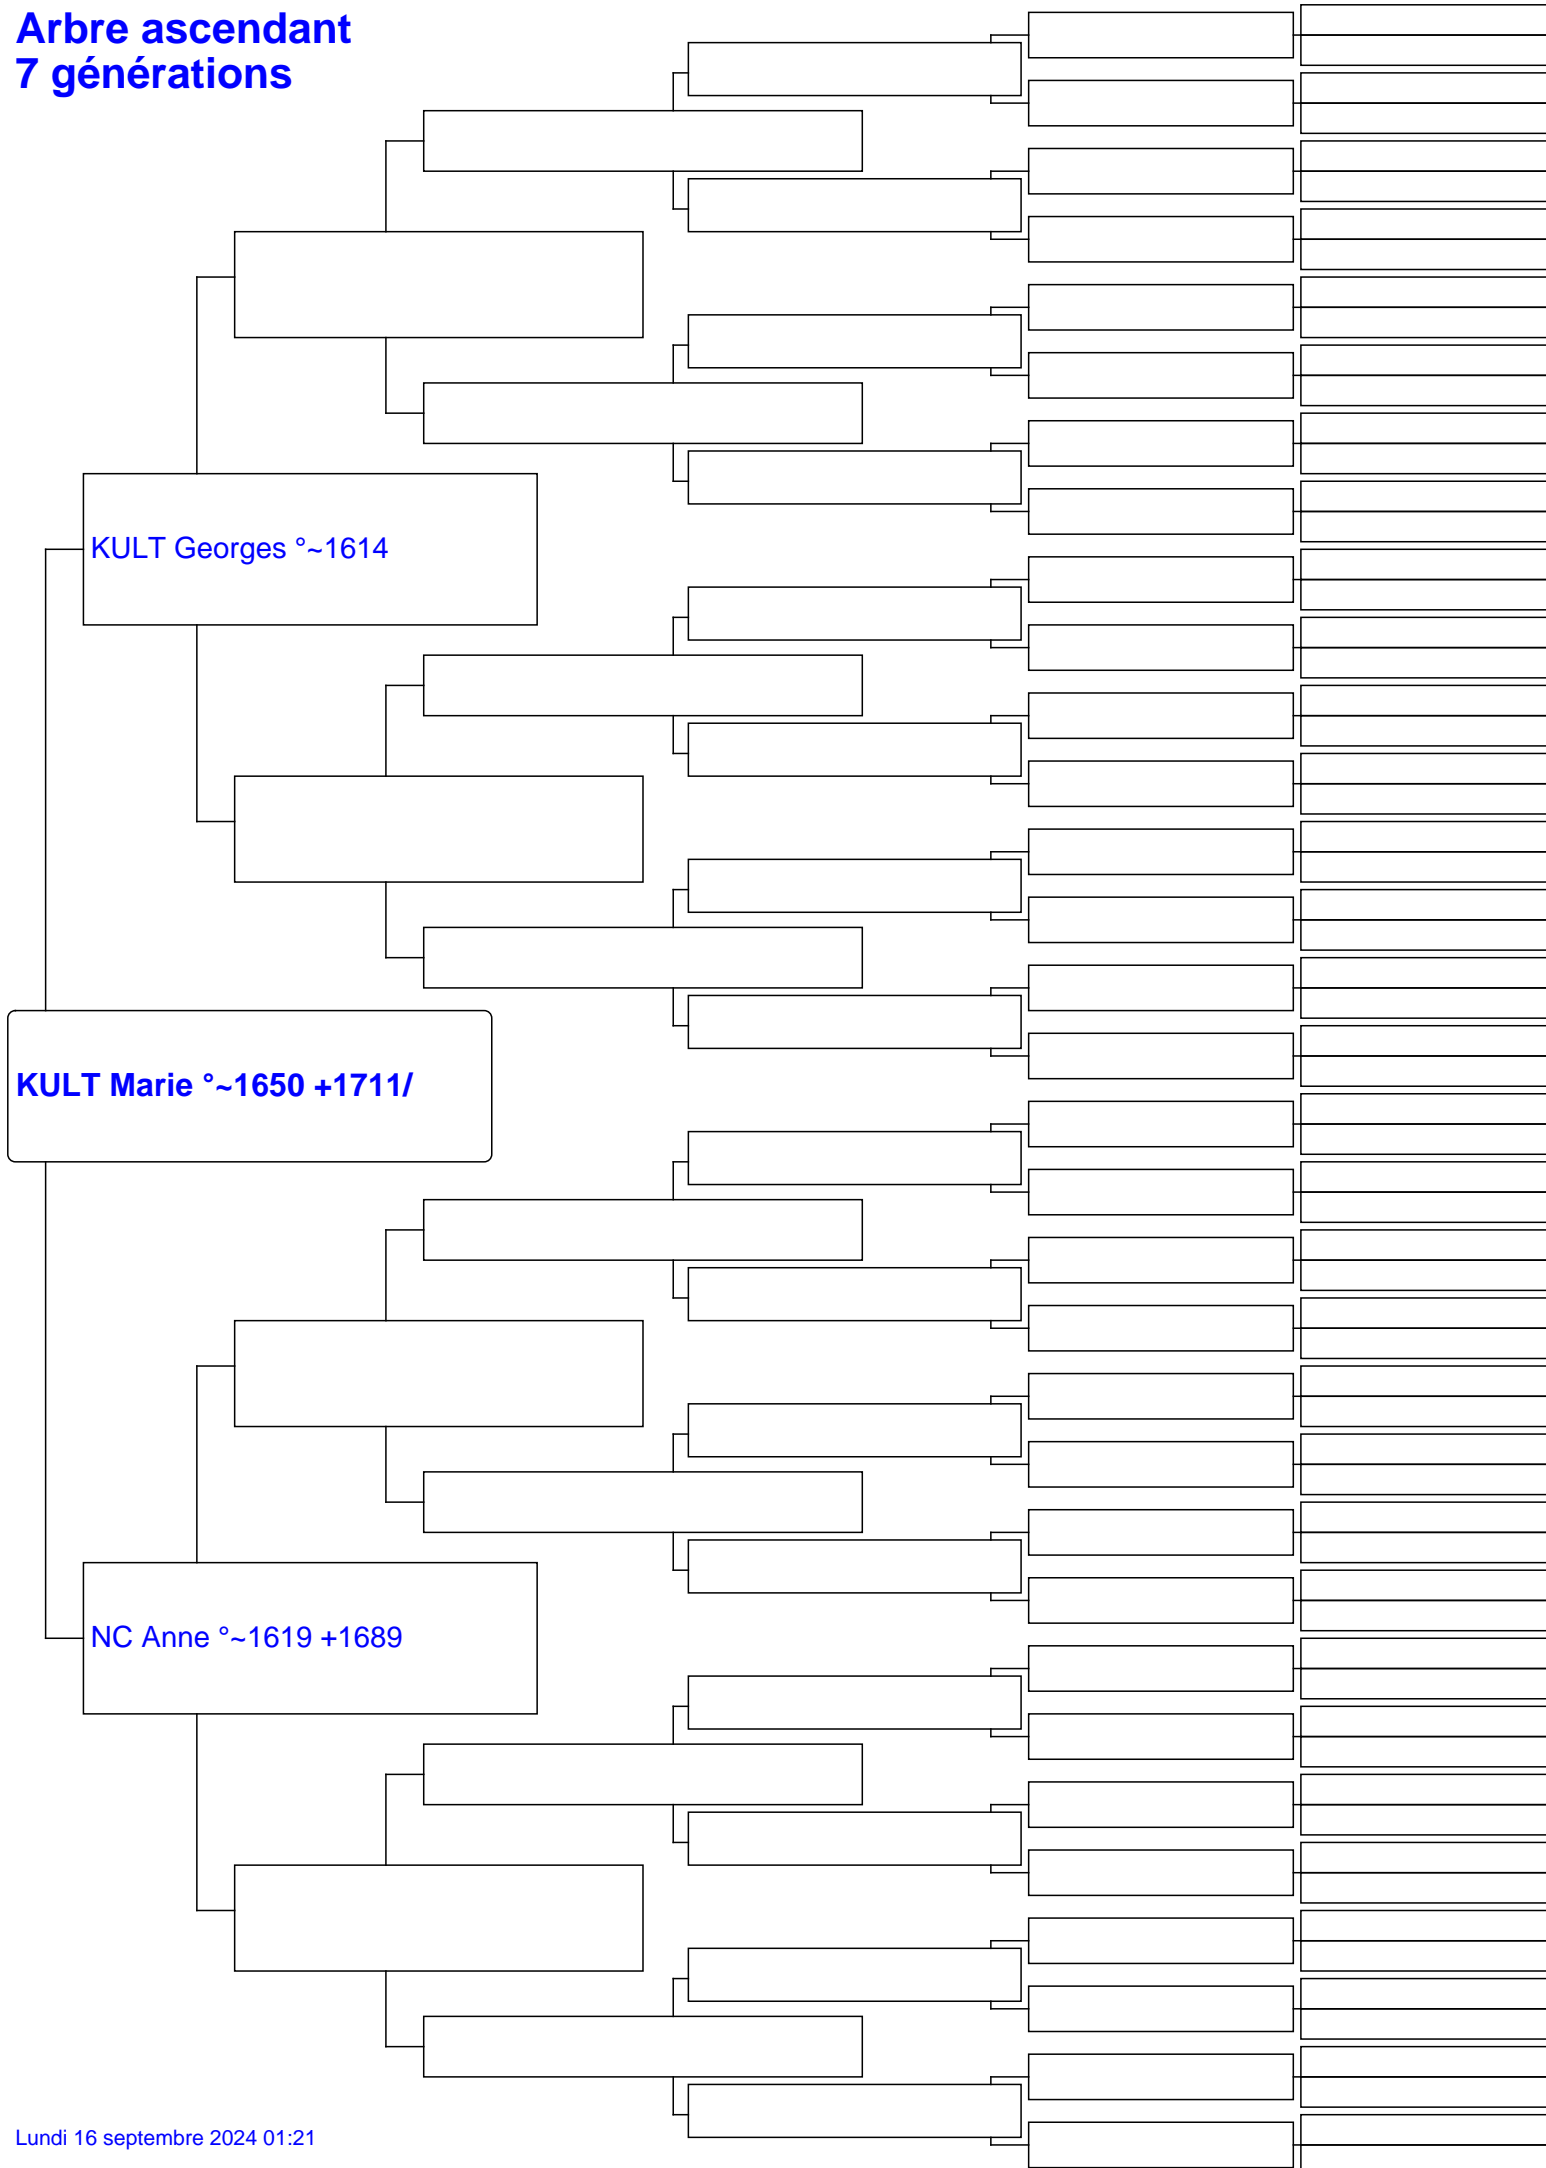 Arbre ascendant
7 générations
KULT Georges °~1614
KULT Marie °~1650 +1711/
NC Anne °~1619 +1689
Lundi 16 septembre 2024 01:21